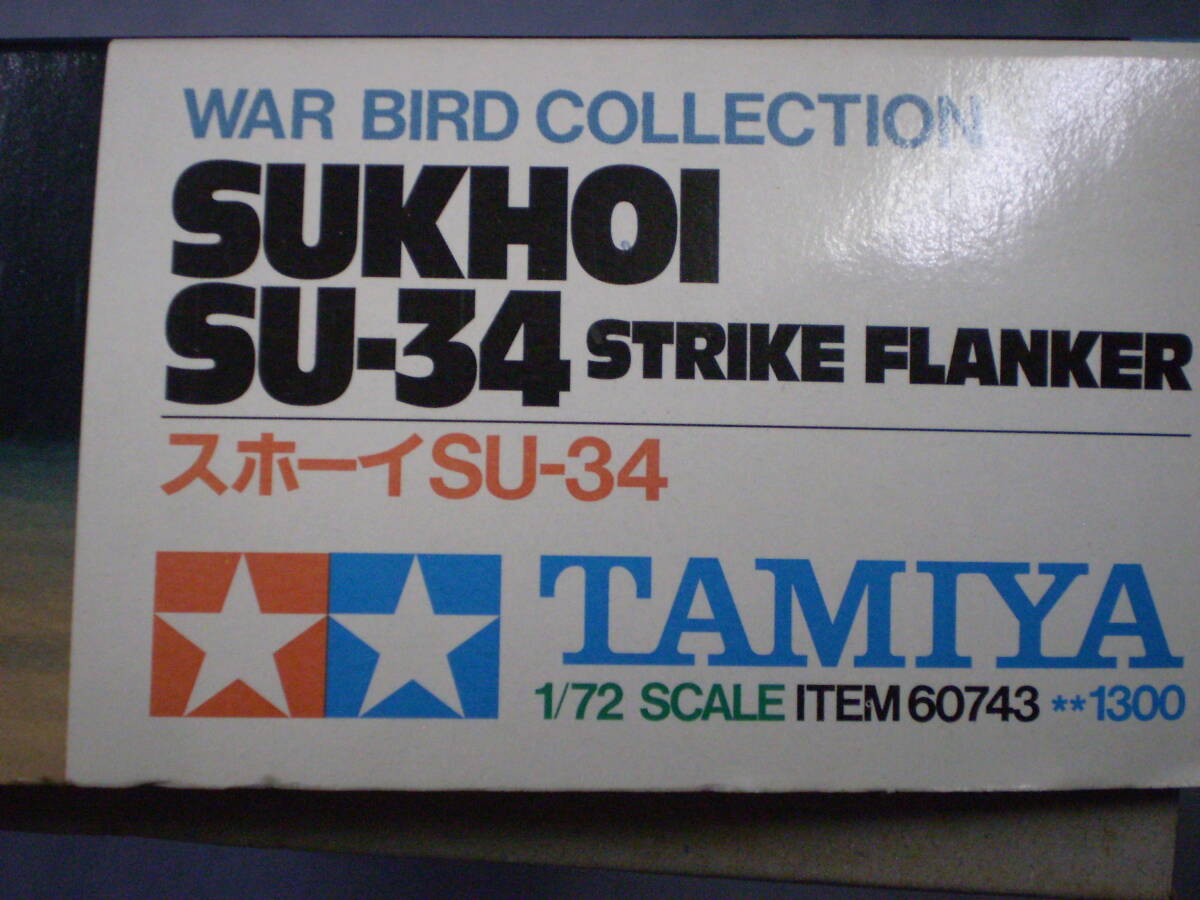 WAR BIRD COLLECTION
SUKHOI
SU-34 STRIKE FLANKER
スホーイSU-34
TAMIYA
1/72 SCALE ITEM 60743 **1300